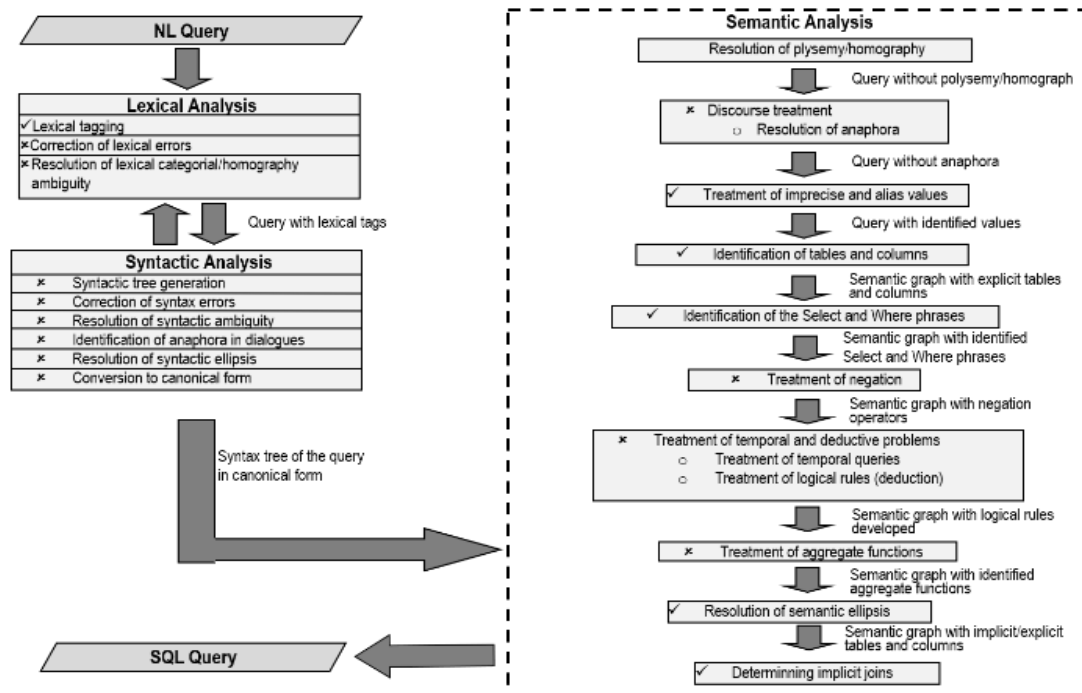 NL Query
Lexical Analysis
✓Lexical tagging
×Correction of lexical errors
×Resolution of lexical categorial/homography
ambiguity
Query with lexical tags
Syntactic Analysis
× Syntactic tree generation
× Correction of syntax errors
× Resolution of syntactic ambiguity
× Identification of anaphora in dialogues
× Resolution of syntactic ellipsis
× Conversion to canonical form
Syntax tree of the query
in canonical form
SQL Query
Semantic Analysis
Resolution of plysemy/homography
Query without polysemy/homograph
× Discourse treatment
o Resolution of anaphora
Query without anaphora
✓ Treatment of imprecise and alias values
Query with identified values
✓ Identification of tables and columns
Semantic graph with explicit tables
and columns
✓ Identification of the Select and Where phrases
Semantic graph with identified
Select and Where phrases
× Treatment of negation
Semantic graph with negation
operators
× Treatment of temporal and deductive problems
o Treatment of temporal queries
o Treatment of logical rules (deduction)
Semantic graph with logical rules
developed
× Treatment of aggregate functions
Semantic graph with identified
aggregate functions
✓ Resolution of semantic ellipsis
Semantic graph with implicit/explicit
tables and columns
✓ Determinning implicit joins